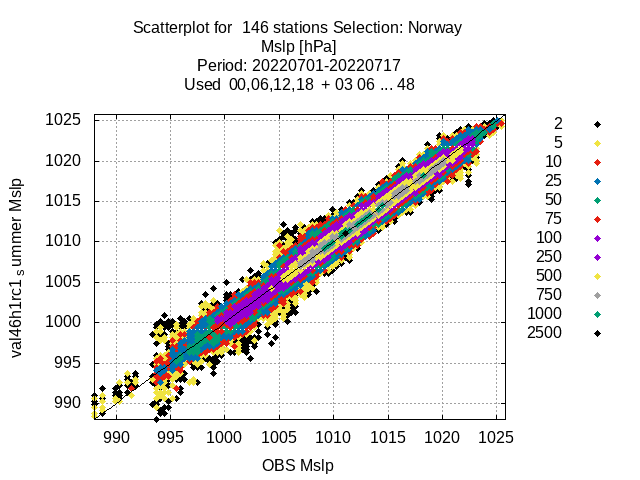 Scatterplot for  146 stations Selection: Norway
Mslp [hPa]
Period: 20220701-20220717
Used  00,06,12,18  + 03 06 ... 48
1025
1020
1015
1010
1005
1000
995
990
990 995 1000 1005 1010 1015 1020 1025
OBS Mslp
val46h1rc1 s ummer Mslp
2
5
10
25
50
75
100
250
500
750
1000
2500